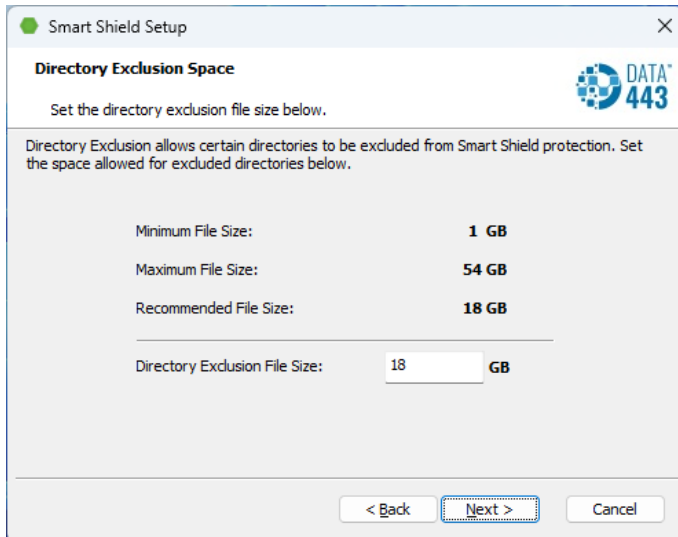 Smart Shield Setup
Directory Exclusion Space
Set the directory exclusion file size below.
DATA™
443
Directory Exclusion allows certain directories to be excluded from Smart Shield protection. Set
the space allowed for excluded directories below.
Minimum File Size: 1 GB
Maximum File Size: 54 GB
Recommended File Size: 18 GB
Directory Exclusion File Size: 18 GB
< Back Next > Cancel